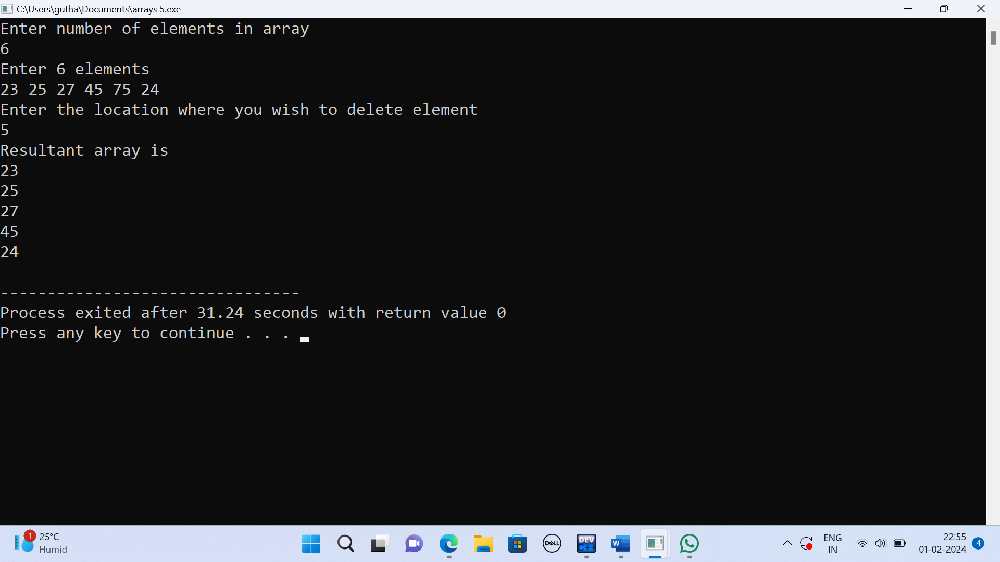 C:\Users\gutha\Documents\arrays 5.exe
Enter number of elements in array
6
Enter 6 elements
23 25 27 45 75 24
Enter the location where you wish to delete element
5
Resultant array is
23
25
27
45
24
--------------------------------
Process exited after 31.24 seconds with return value 0
Press any key to continue . . .
1
25°C
Humid
DELL
DEV
C++
W
ENG
IN
22:55
01-02-2024
4